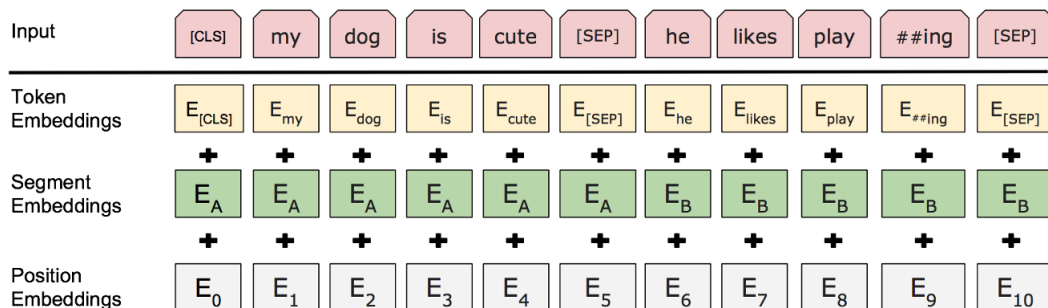 Input [CLS] my dog is cute [SEP] he likes play ##ing [SEP]
Token Embeddings E[CLS] Emy Edog Eis Ecute E[SEP] Ehe Elikes Eplay E##ing E[SEP]
+ + + + + + + + + + +
Segment Embeddings EA EA EA EA EA EA EB EB EB EB EB
+ + + + + + + + + + +
Position Embeddings E0 E1 E2 E3 E4 E5 E6 E7 E8 E9 E10